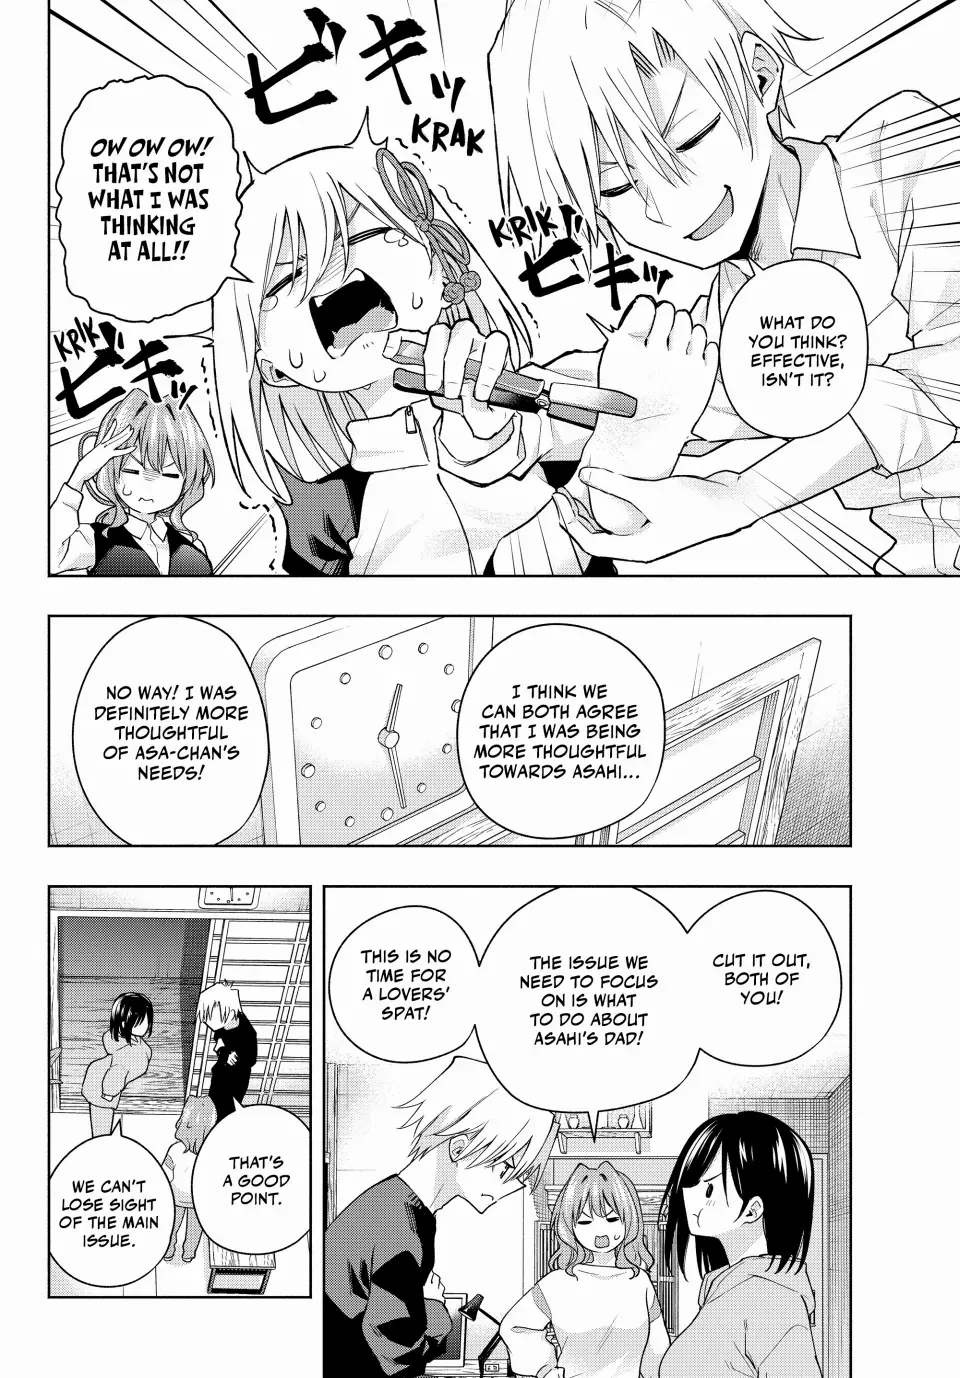 ビキッ
KRAK
OW OW OW!
THAT'S NOT
WHAT I WAS
THINKING
AT ALL!!
KRIK
ビキッ
KRIK
ビキッ
WHAT DO
YOU THINK?
EFFECTIVE,
ISN'T IT?
I THINK WE
CAN BOTH AGREE
THAT I WAS BEING
MORE THOUGHTFUL
TOWARDS ASAHI...
NO WAY! I WAS
DEFINITELY MORE
THOUGHTFUL
OF ASA-CHAN'S
NEEDS!
CUT IT OUT,
BOTH OF
YOU!
THE ISSUE WE
NEED TO FOCUS
ON IS WHAT
TO DO ABOUT
ASAHI'S DAD!
THIS IS NO
TIME FOR
A LOVERS'
SPAT!
THAT'S
A GOOD
POINT.
WE CAN'T
LOSE SIGHT
OF THE MAIN
ISSUE.